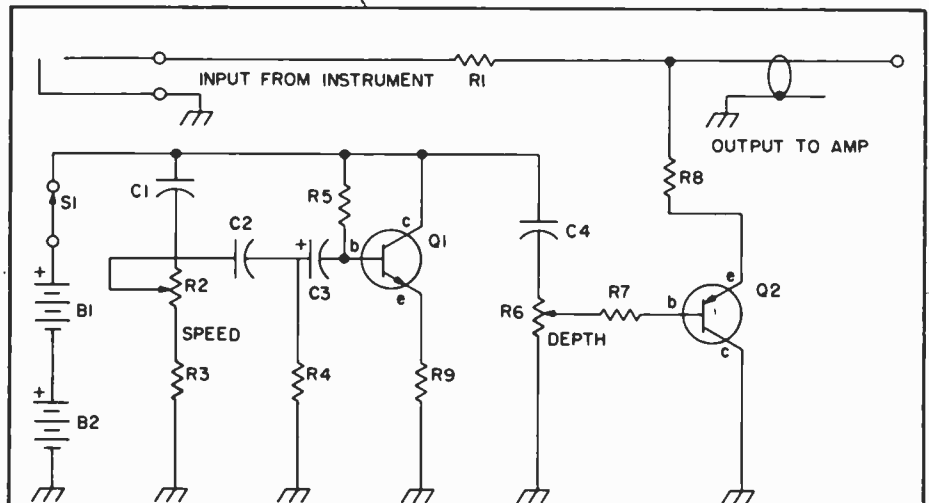 INPUT FROM INSTRUMENT R1
OUTPUT TO AMP
R8
S1
C1
R5
C2
+
C3
b
c
Q1
e
C4
R2
SPEED
R3
R4
R9
R6
DEPTH
R7
b
e
Q2
c
+
B1
+
B2